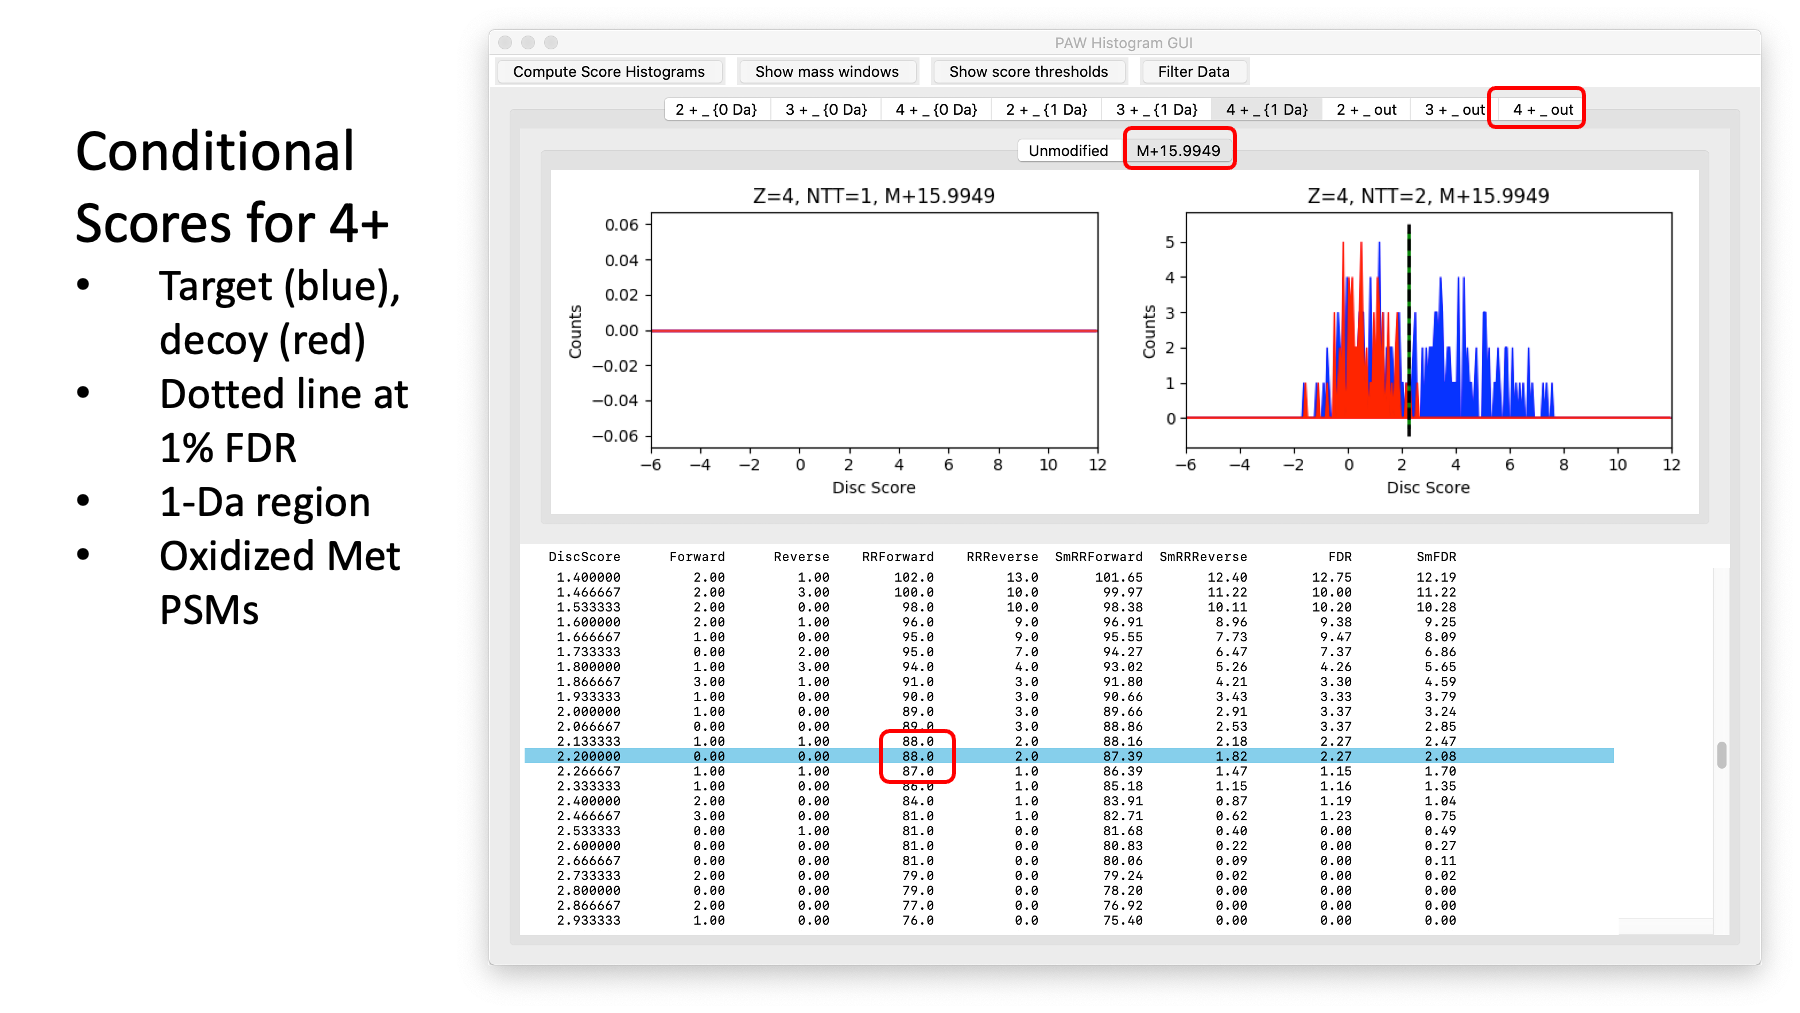 Conditional
Scores for 4+
• Target (blue),
decoy (red)
• Dotted line at
1% FDR
• 1-Da region
• Oxidized Met
PSMs
PAW Histogram GUI
Compute Score Histograms Show mass windows Show score thresholds Filter Data
2 + _ {0 Da} 3 + _ {0 Da} 4 + _ {0 Da} 2 + _ {1 Da} 3 + _ {1 Da} 4 + _ {1 Da} 2 + _ out 3 + _ out 4 + _ out
Unmodified M+15.9949
Z=4, NTT=1, M+15.9949
0.06
0.04
0.02
0.00
−0.02
−0.04
−0.06
Counts
−6 −4 −2 0 2 4 6 8 10 12
Disc Score
Z=4, NTT=2, M+15.9949
5
4
3
2
1
0
Counts
−6 −4 −2 0 2 4 6 8 10 12
Disc Score
DiscScore Forward Reverse RRForward RRReverse SmRRForward SmRRReverse FDR SmFDR
1.400000 2.00 1.00 102.0 13.0 101.65 12.40 12.75 12.19
1.466667 2.00 3.00 100.0 10.0 99.97 11.22 10.00 11.22
1.533333 2.00 0.00 98.0 10.0 98.38 10.11 10.20 10.28
1.600000 2.00 1.00 96.0 9.0 96.91 8.96 9.38 9.25
1.666667 1.00 0.00 95.0 9.0 95.55 7.73 9.47 8.09
1.733333 0.00 2.00 95.0 7.0 94.27 6.47 7.37 6.86
1.800000 1.00 3.00 94.0 4.0 93.02 5.26 4.26 5.65
1.866667 3.00 1.00 91.0 3.0 91.80 4.21 3.30 4.59
1.933333 1.00 0.00 90.0 3.0 90.66 3.43 3.33 3.79
2.000000 1.00 0.00 89.0 3.0 89.66 2.91 3.37 3.24
2.066667 0.00 0.00 89.0 3.0 88.86 2.53 3.37 2.85
2.133333 1.00 1.00 88.0 2.0 88.16 2.18 2.27 2.47
2.200000 0.00 0.00 88.0 2.0 87.39 1.82 2.27 2.08
2.266667 1.00 1.00 87.0 1.0 86.39 1.47 1.15 1.70
2.333333 1.00 0.00 86.0 1.0 85.18 1.15 1.16 1.35
2.400000 2.00 0.00 84.0 1.0 83.91 0.87 1.19 1.04
2.466667 3.00 0.00 81.0 1.0 82.71 0.62 1.23 0.75
2.533333 0.00 1.00 81.0 0.0 81.68 0.40 0.00 0.49
2.600000 0.00 0.00 81.0 0.0 80.83 0.22 0.00 0.27
2.666667 0.00 0.00 81.0 0.0 80.06 0.09 0.00 0.11
2.733333 2.00 0.00 79.0 0.0 79.24 0.02 0.00 0.02
2.800000 0.00 0.00 79.0 0.0 78.20 0.00 0.00 0.00
2.866667 2.00 0.00 77.0 0.0 76.92 0.00 0.00 0.00
2.933333 1.00 0.00 76.0 0.0 75.40 0.00 0.00 0.00